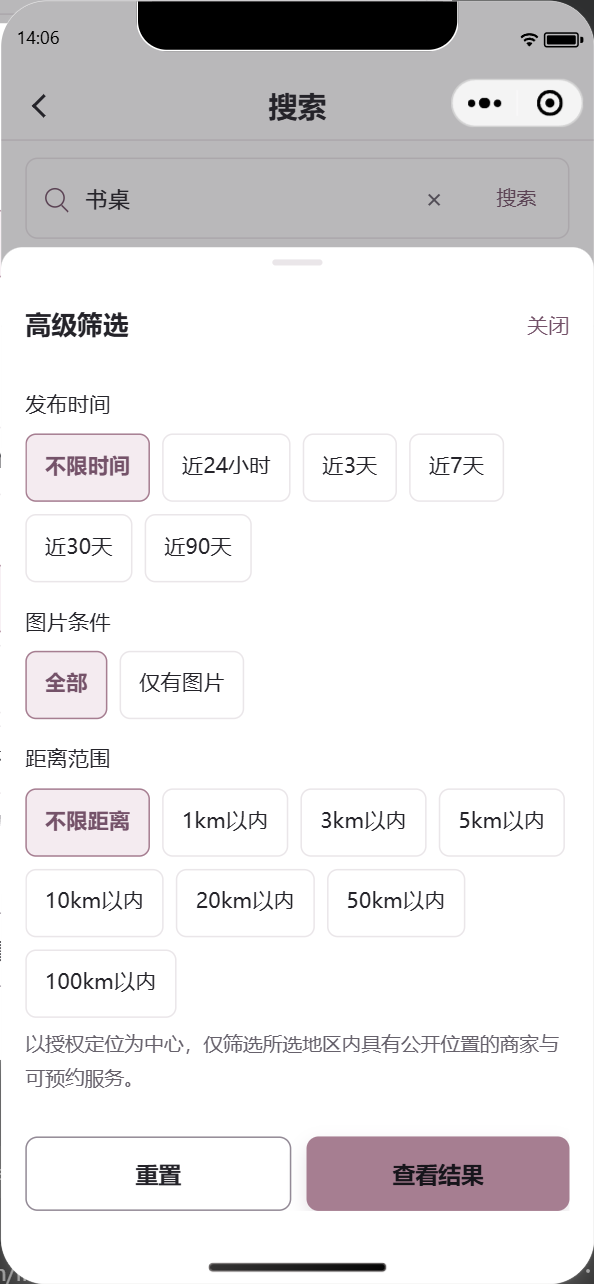 14:06
搜索
书桌 × 搜索
高级筛选 关闭
发布时间
不限时间 近24小时 近3天 近7天
近30天 近90天
图片条件
全部 仅有图片
距离范围
不限距离 1km以内 3km以内 5km以内
10km以内 20km以内 50km以内
100km以内
以授权定位为中心，仅筛选所选地区内具有公开位置的商家与
可预约服务。
重置 查看结果